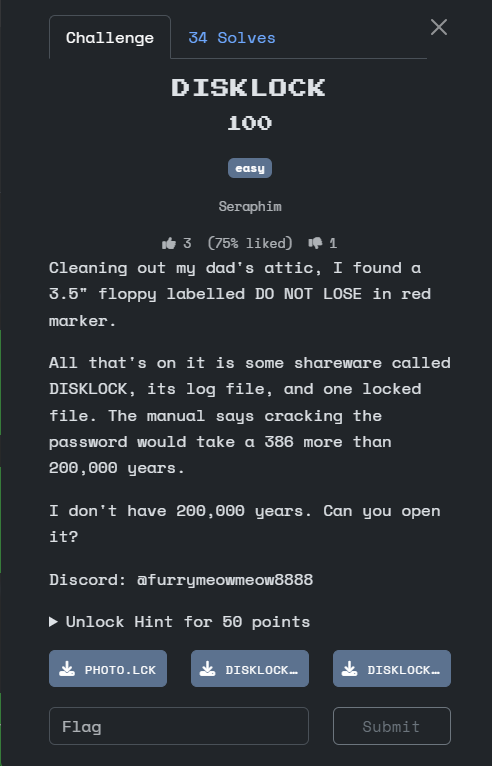 Challenge
34 Solves
DISKLOCK
100
easy
Seraphim
3 (75% liked) 1
Cleaning out my dad's attic, I found a
3.5" floppy labelled DO NOT LOSE in red
marker.
All that's on it is some shareware called
DISKLOCK, its log file, and one locked
file. The manual says cracking the
password would take a 386 more than
200,000 years.
I don't have 200,000 years. Can you open
it?
Discord: @furrymeowmeow8888
Unlock Hint for 50 points
PHOTO.LCK
DISKLOCK…
DISKLOCK…
Flag
Submit